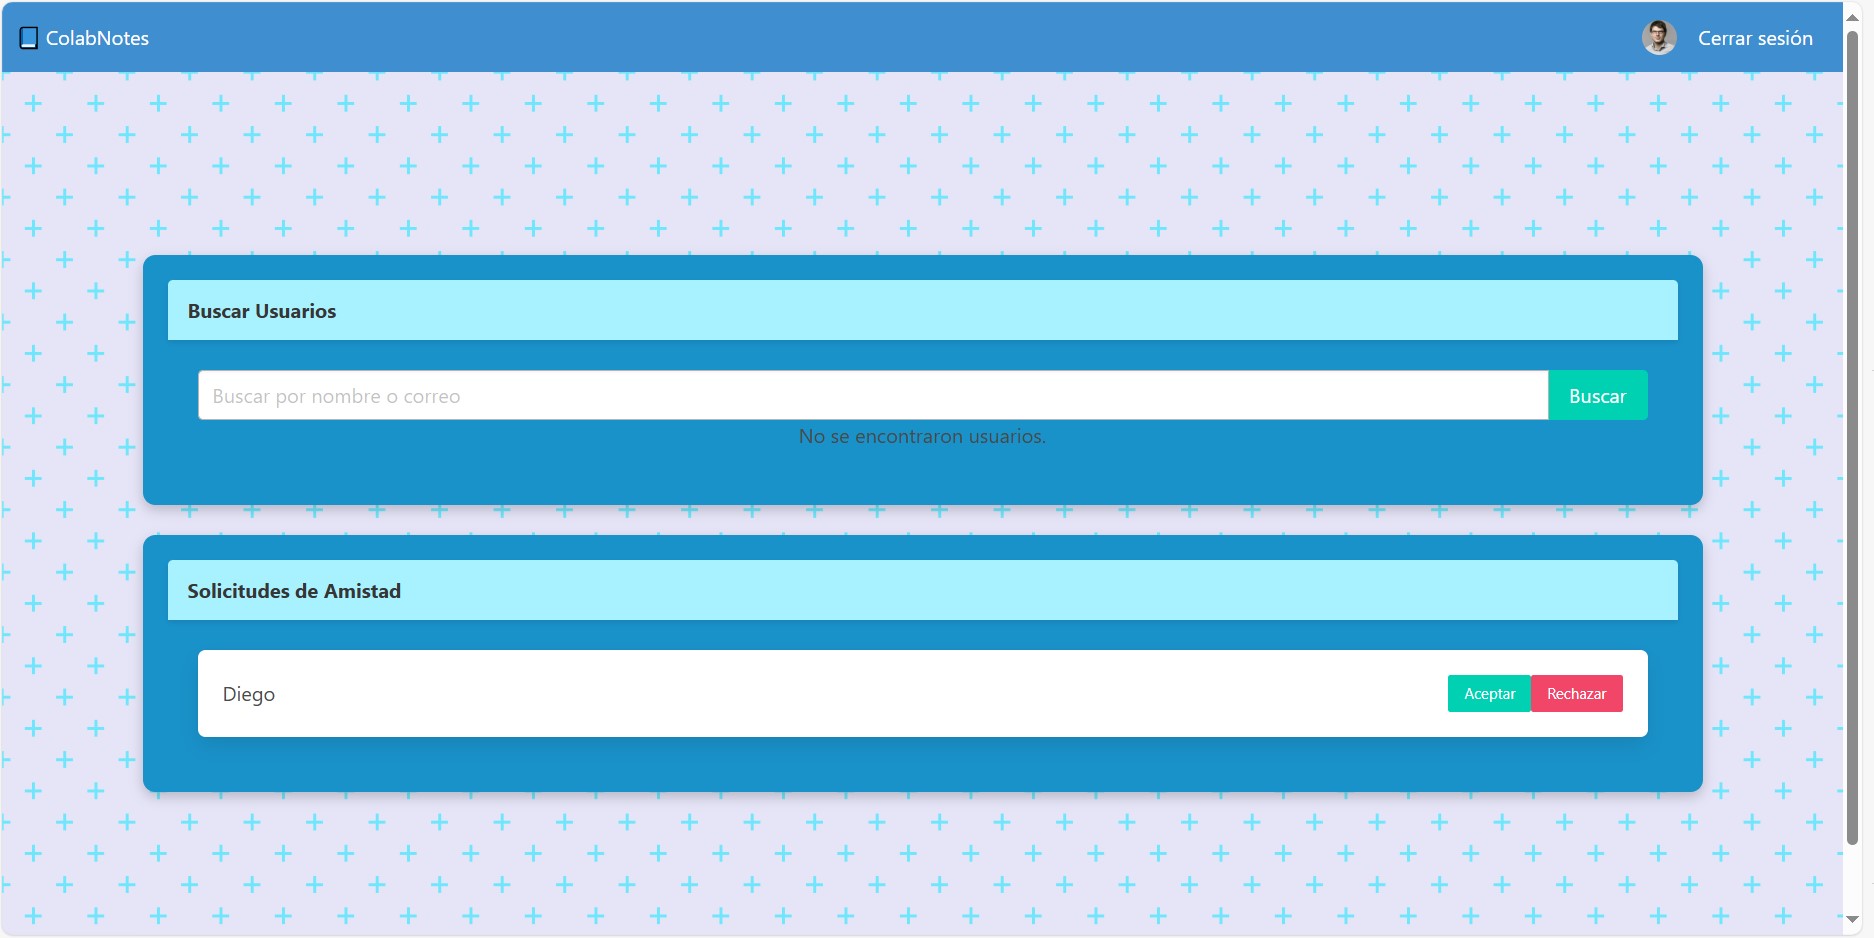 ColabNotes
Cerrar sesión
Buscar Usuarios
Buscar por nombre o correo
Buscar
No se encontraron usuarios.
Solicitudes de Amistad
Diego
Aceptar
Rechazar